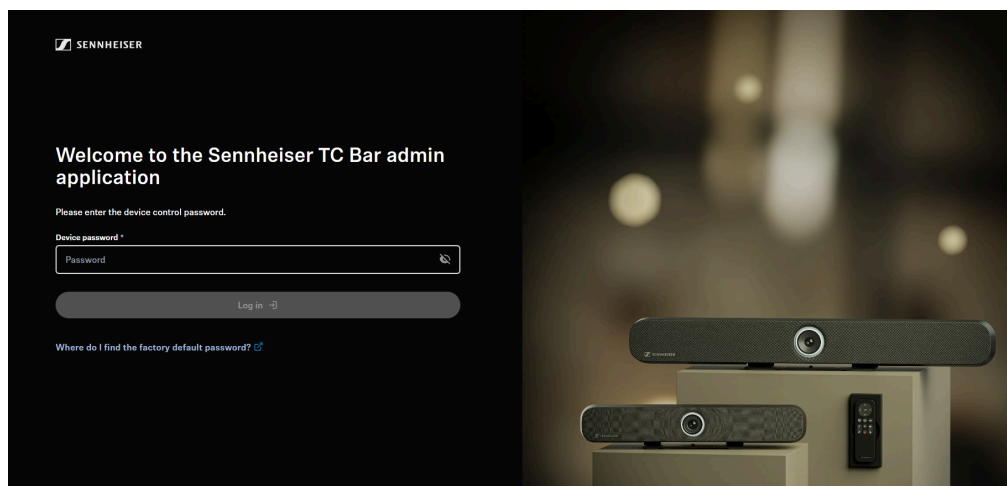 SENNHEISER
Welcome to the Sennheiser TC Bar admin
application
Please enter the device control password.
Device password *
Password
Log in
Where do I find the factory default password?
SENNHEISER